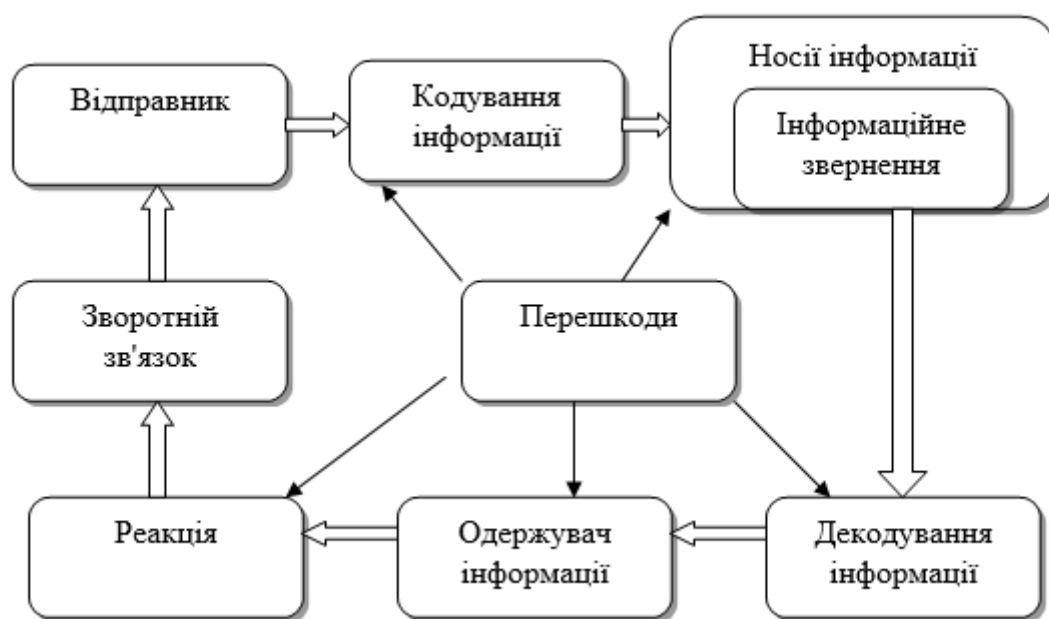 Відправник
Кодування
інформації
Носії інформації
Інформаційне
звернення
Зворотній
зв'язок
Перешкоди
Реакція
Одержувач
інформації
Декодування
інформації